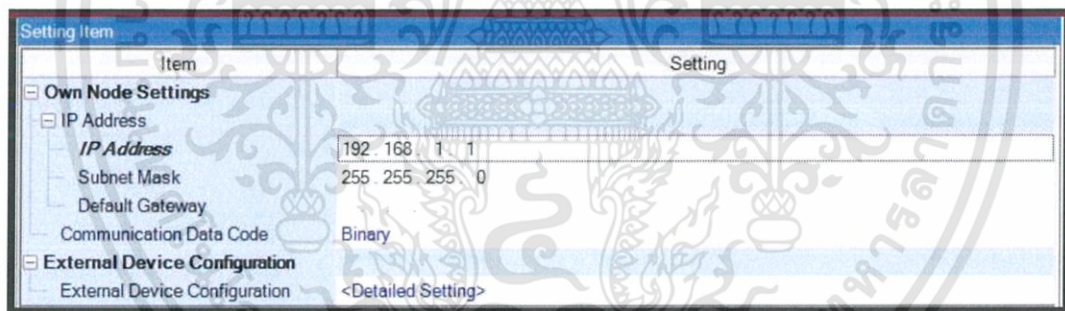 Setting Item
Item Setting
Own Node Settings
IP Address
IP Address 192 . 168 . 1 . 1
Subnet Mask 255 . 255 . 255 . 0
Default Gateway
Communication Data Code Binary
External Device Configuration
External Device Configuration <Detailed Setting>